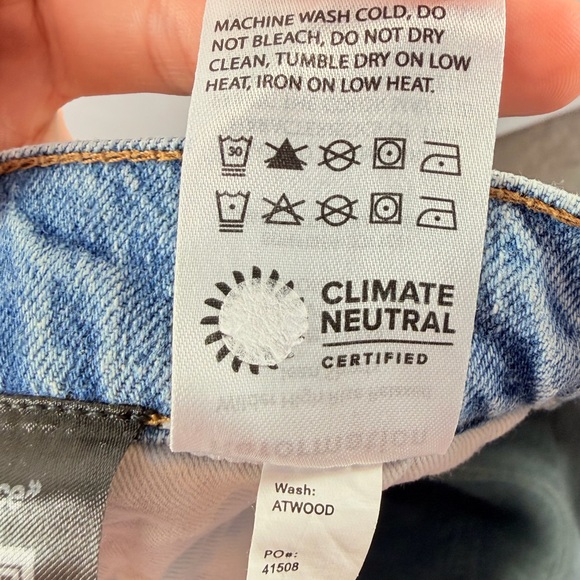 MACHINE WASH COLD, DO
NOT BLEACH, DO NOT DRY
CLEAN, TUMBLE DRY ON LOW
HEAT, IRON ON LOW HEAT.
30
CLIMATE
NEUTRAL
CERTIFIED
Wash:
ATWOOD
PO#:
41508